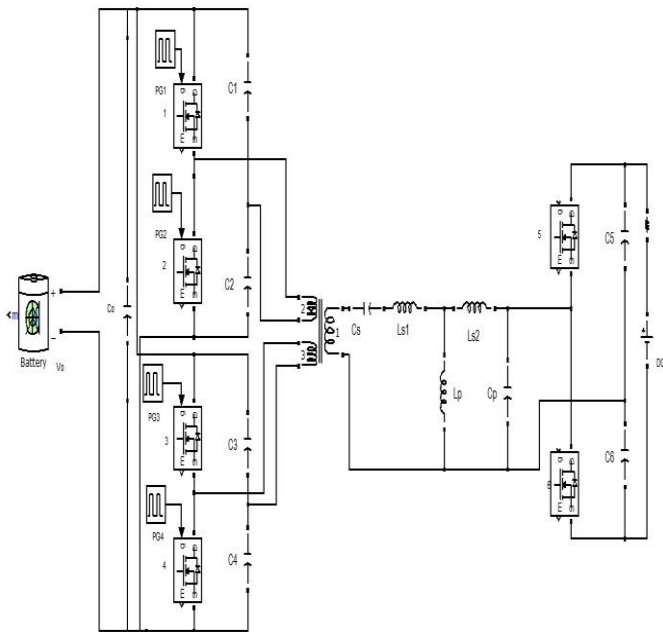 PG1
1
C1
PG2
2
C2
5
C5
m
+
−
Battery
Vo
Co
2
1
3
Cs
Ls1
Ls2
Lp
Cp
DC
PG3
3
C3
6
C6
PG4
4
C4
g
E
g
E
g
E
g
E
g
E
g
E